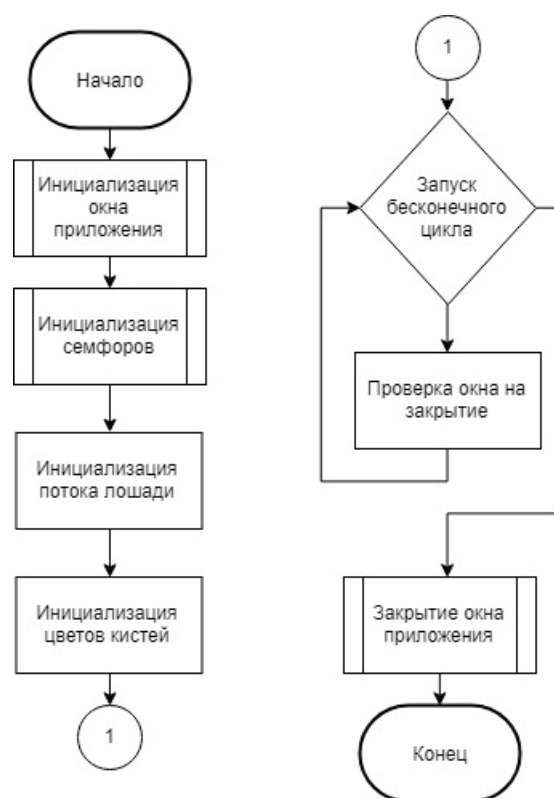 Начало
Инициализация
окна
приложения
Инициализация
семфоров
Инициализация
потока лошади
Инициализация
цветов кистей
1
1
Запуск
бесконечного
цикла
Проверка окна на
закрытие
Закрытие окна
приложения
Конец